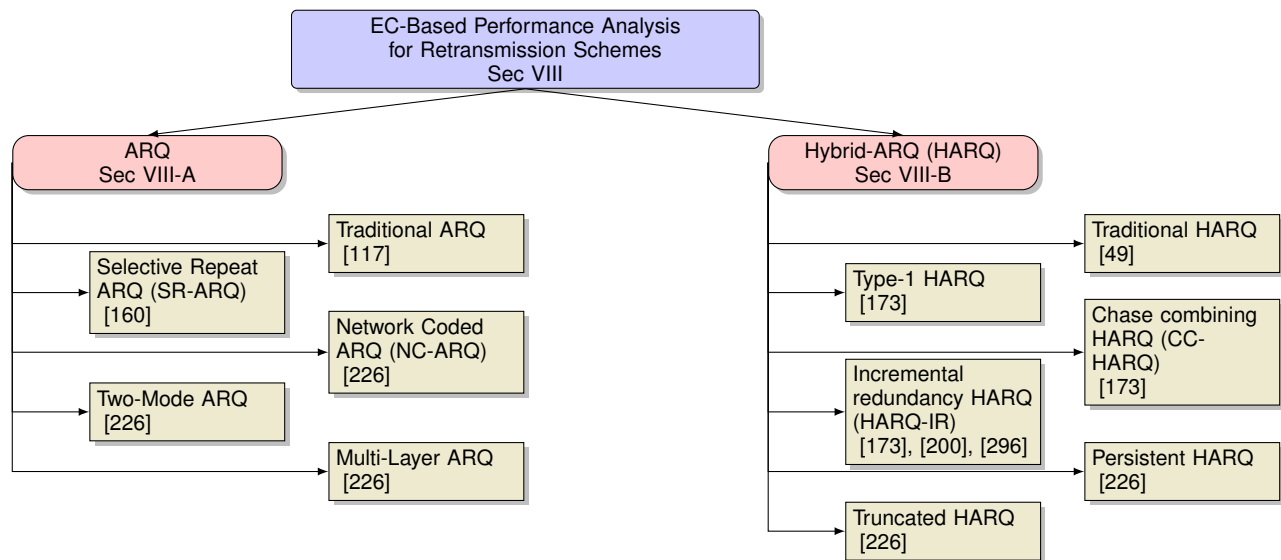 EC-Based Performance Analysis
for Retransmission Schemes
Sec VIII
ARQ
Sec VIII-A
Traditional ARQ
[117]
Selective Repeat
ARQ (SR-ARQ)
[160]
Network Coded
ARQ (NC-ARQ)
[226]
Two-Mode ARQ
[226]
Multi-Layer ARQ
[226]
Hybrid-ARQ (HARQ)
Sec VIII-B
Traditional HARQ
[49]
Type-1 HARQ
[173]
Chase combining
HARQ (CC-
HARQ)
[173]
Incremental
redundancy HARQ
(HARQ-IR)
[173], [200], [296]
Persistent HARQ
[226]
Truncated HARQ
[226]